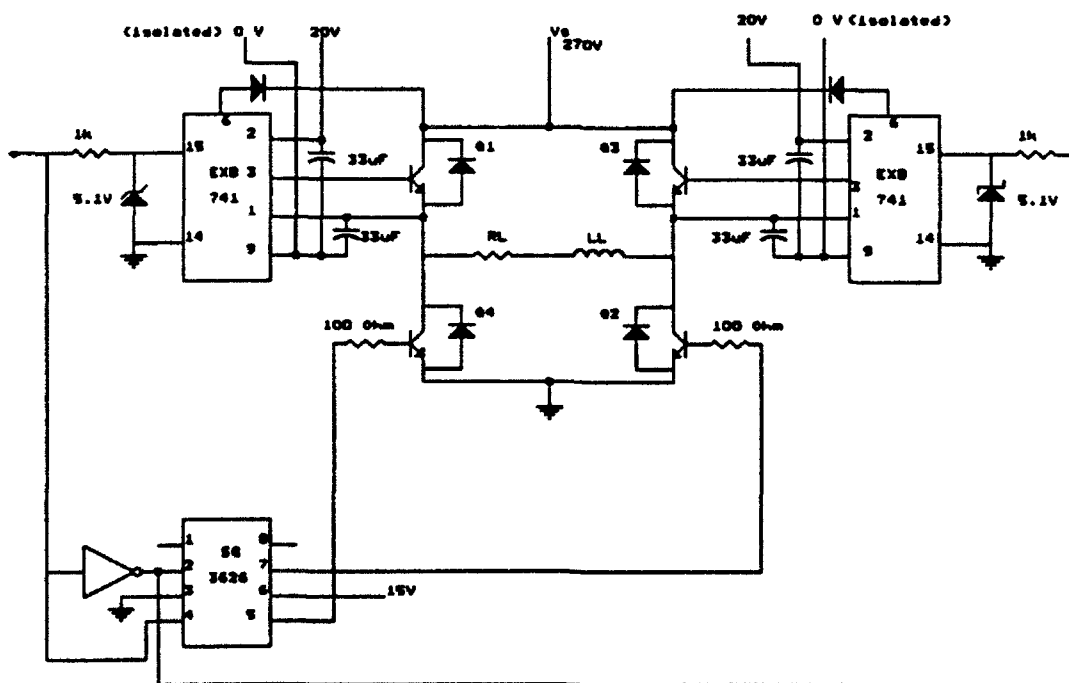 (isolated) 0 V
20V
Vs
270V
20V
0 V (isolated)
1k
6
15
2
EXB
741
3
1
14
9
5.1V
33uF
33uF
Q1
Q3
RL
LL
33uF
33uF
6
2
15
EXB
741
3
1
14
9
1k
5.1V
100 Ohm
Q4
Q2
100 Ohm
1
8
SG
3626
2
7
3
6
15V
4
5